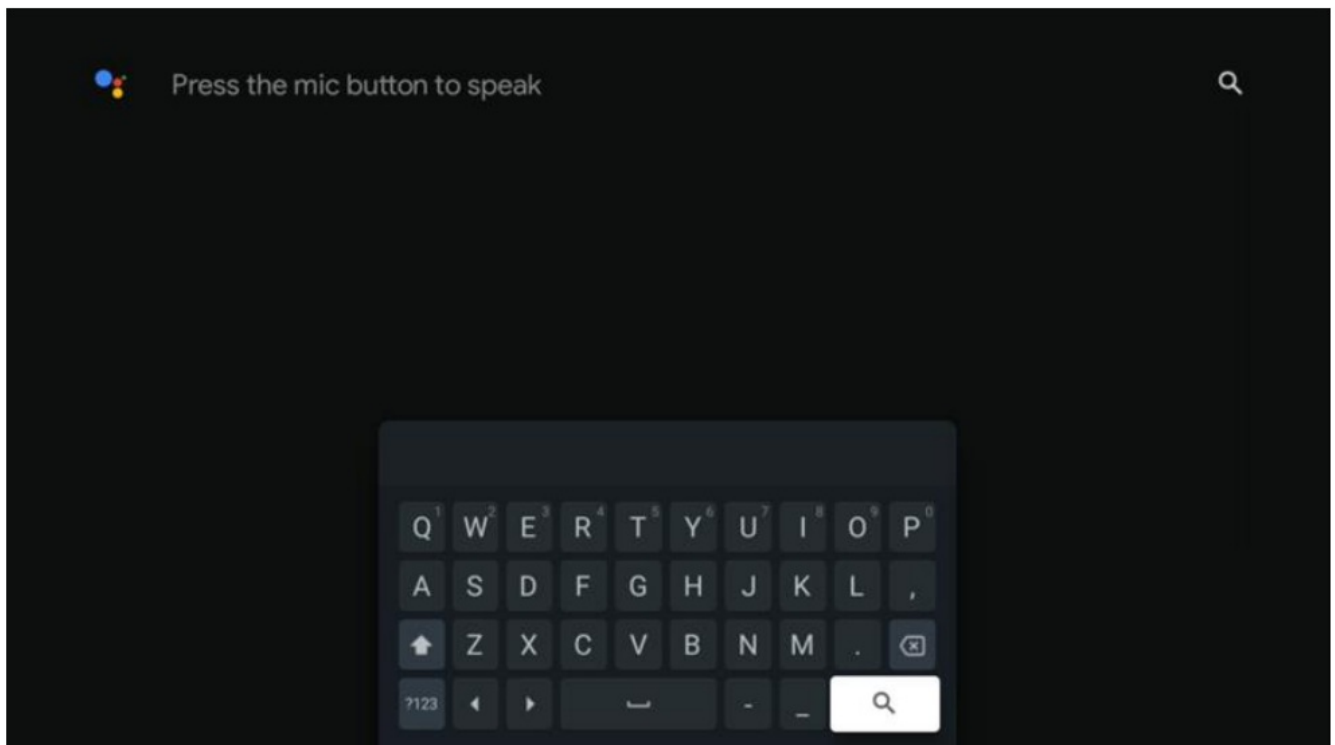 Press the mic button to speak
Q1 W2 E3 R4 T5 Y6 U7 I8 O9 P0
A S D F G H J K L ,
Z X C V B N M .
?123 - _